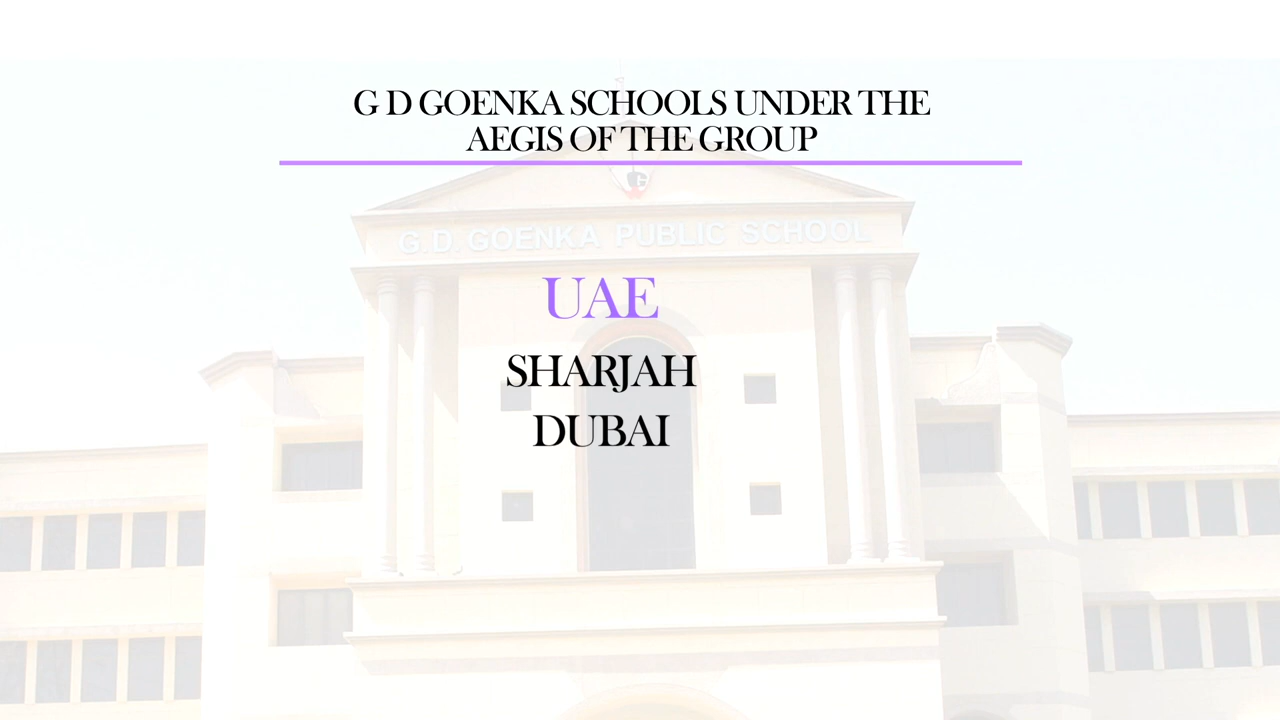 G D GOENKA SCHOOLS UNDER THE
AEGIS OF THE GROUP
G.D. GOENKA PUBLIC SCHOOL
UAE
SHARJAH
DUBAI